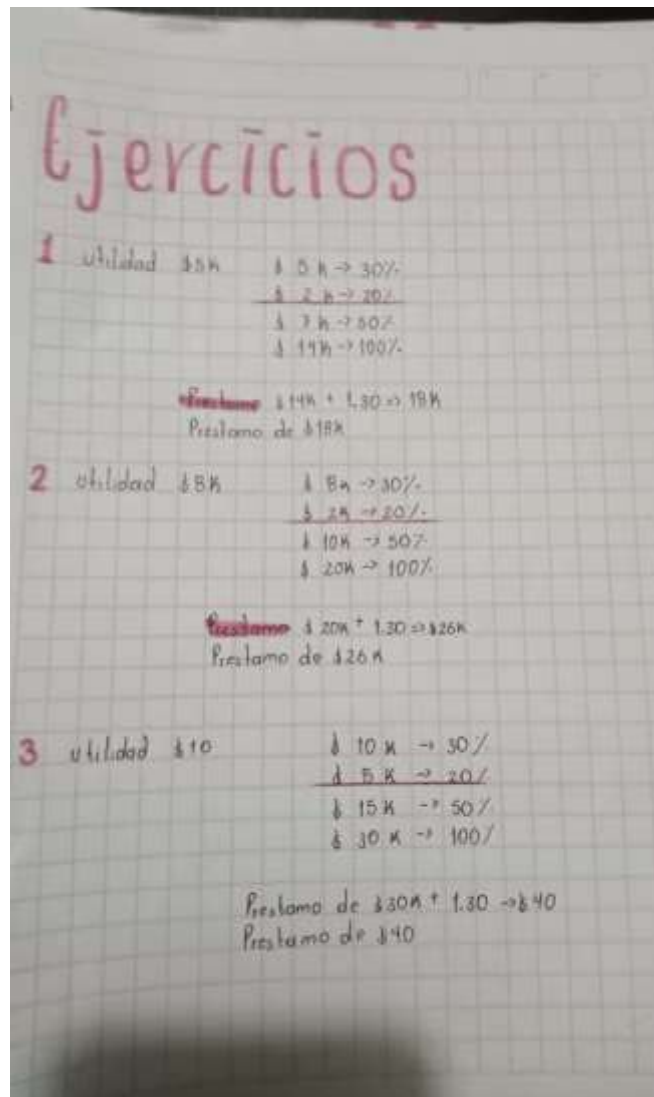 Ejercicios
1 utilidad $5K $ 5 K → 30%
$ 2 K → 20%
$ 7 K → 50%
$ 14K → 100%
Prestamo $14K + 1.30 => 18K
Prestamo de $18K
2 utilidad $8K $ 8K → 30%
$ 2K → 20%
$ 10K → 50%
$ 20K → 100%
Prestamo $ 20K + 1.30 => $26K
Prestamo de $26K
3 utilidad $10 $ 10 K → 30%
$ 5 K → 20%
$ 15 K → 50%
$ 30 K → 100%
Prestamo de $30K + 1.30 → $40
Prestamo de $40